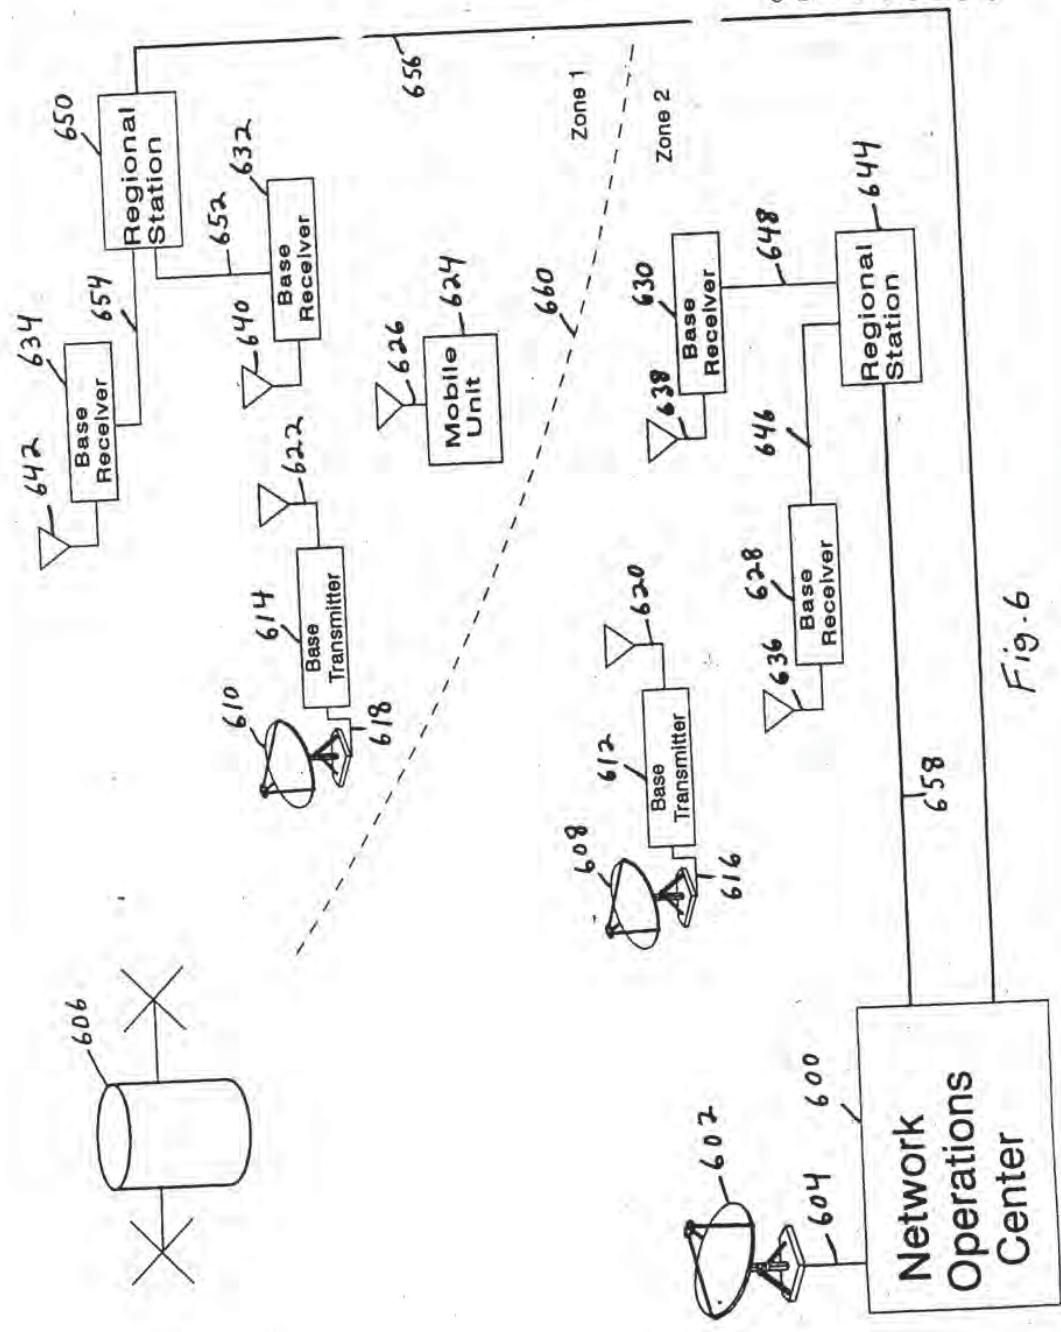 650
Regional
Station
656
Zone 1
Zone 2
632
652
Base
Receiver
654
634
Base
Receiver
642
640
624
626
Mobile
Unit
660
622
614
Base
Transmitter
610
618
606
630
Base
Receiver
638
648
644
Regional
Station
646
628
Base
Receiver
636
620
612
Base
Transmitter
608
616
658
602
604
600
Network
Operations
Center
Fig. 6